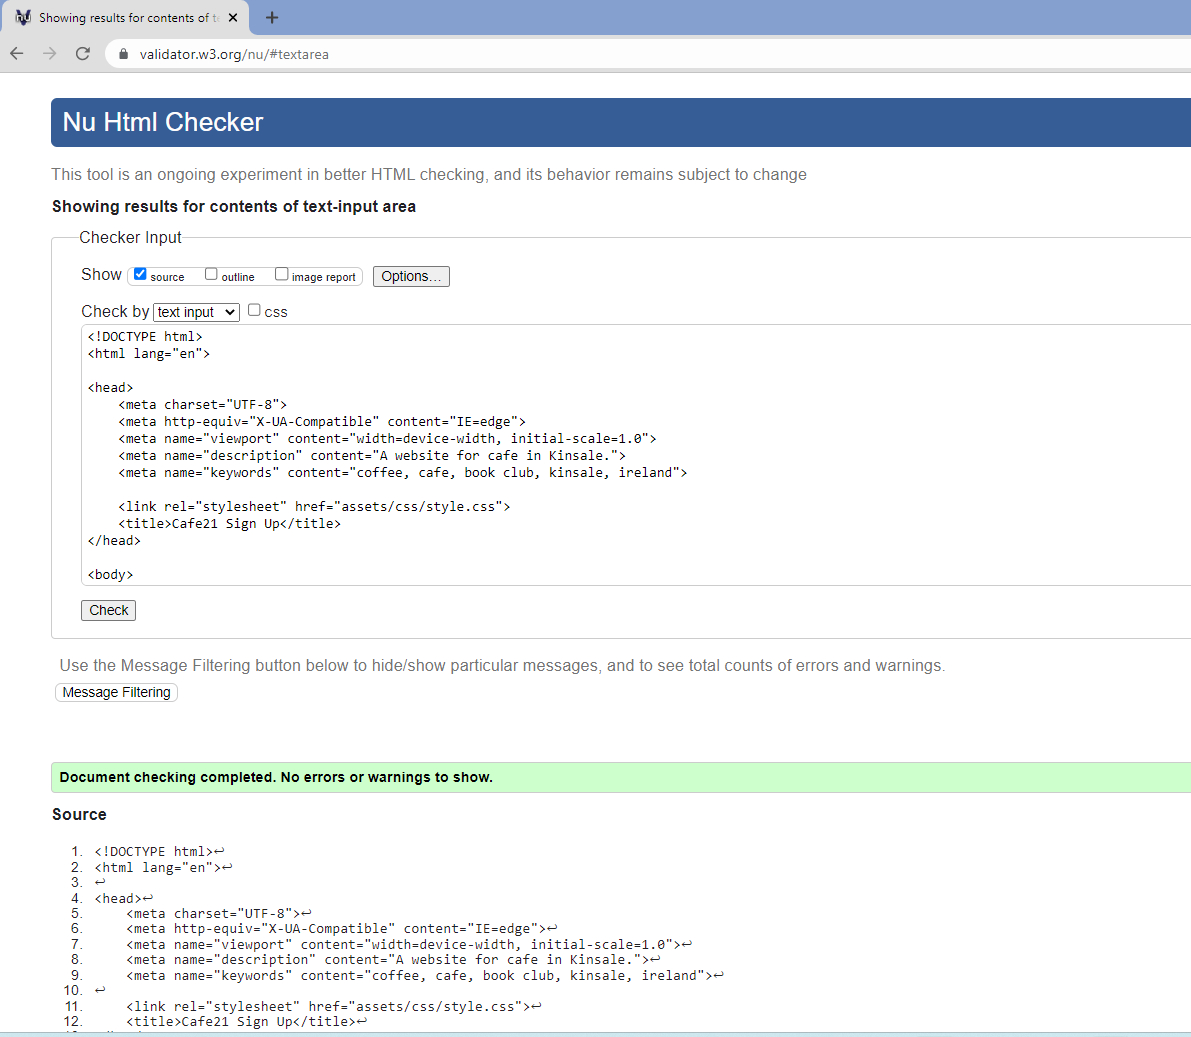 Showing results for contents of t
validator.w3.org/nu/#textarea
Nu Html Checker
This tool is an ongoing experiment in better HTML checking, and its behavior remains subject to change
Showing results for contents of text-input area
Checker Input
Show source outline image report Options...
Check by text input css
<!DOCTYPE html>
<html lang="en">
<head>
    <meta charset="UTF-8">
    <meta http-equiv="X-UA-Compatible" content="IE=edge">
    <meta name="viewport" content="width=device-width, initial-scale=1.0">
    <meta name="description" content="A website for cafe in Kinsale.">
    <meta name="keywords" content="coffee, cafe, book club, kinsale, ireland">
    <link rel="stylesheet" href="assets/css/style.css">
    <title>Cafe21 Sign Up</title>
</head>
<body>
Check
Use the Message Filtering button below to hide/show particular messages, and to see total counts of errors and warnings.
Message Filtering
Document checking completed. No errors or warnings to show.
Source
1. <!DOCTYPE html>↩
2. <html lang="en">↩
3. ↩
4. <head>↩
5.     <meta charset="UTF-8">↩
6.     <meta http-equiv="X-UA-Compatible" content="IE=edge">↩
7.     <meta name="viewport" content="width=device-width, initial-scale=1.0">↩
8.     <meta name="description" content="A website for cafe in Kinsale.">↩
9.     <meta name="keywords" content="coffee, cafe, book club, kinsale, ireland">↩
10. ↩
11.     <link rel="stylesheet" href="assets/css/style.css">↩
12.     <title>Cafe21 Sign Up</title>↩